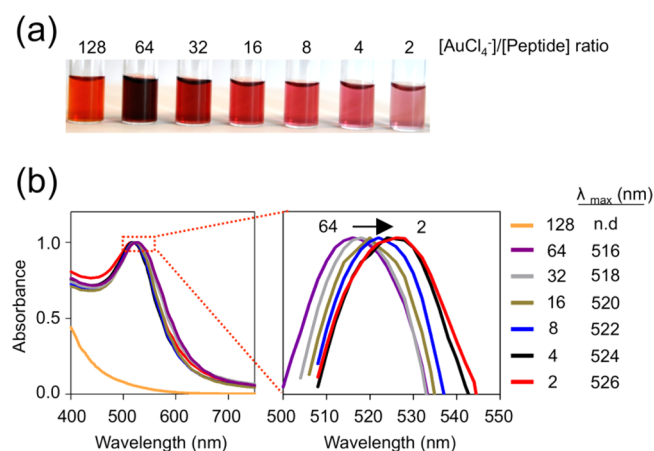 (a)
128 64 32 16 8 4 2 [AuCl4-]/[Peptide] ratio
(b)
λ max (nm)
64 2
128 n.d
64 516
32 518
16 520
8 522
4 524
2 526
1.0
0.5
0.0
Absorbance
400 500 600 700
Wavelength (nm)
500 510 520 530 540 550
Wavelength (nm)